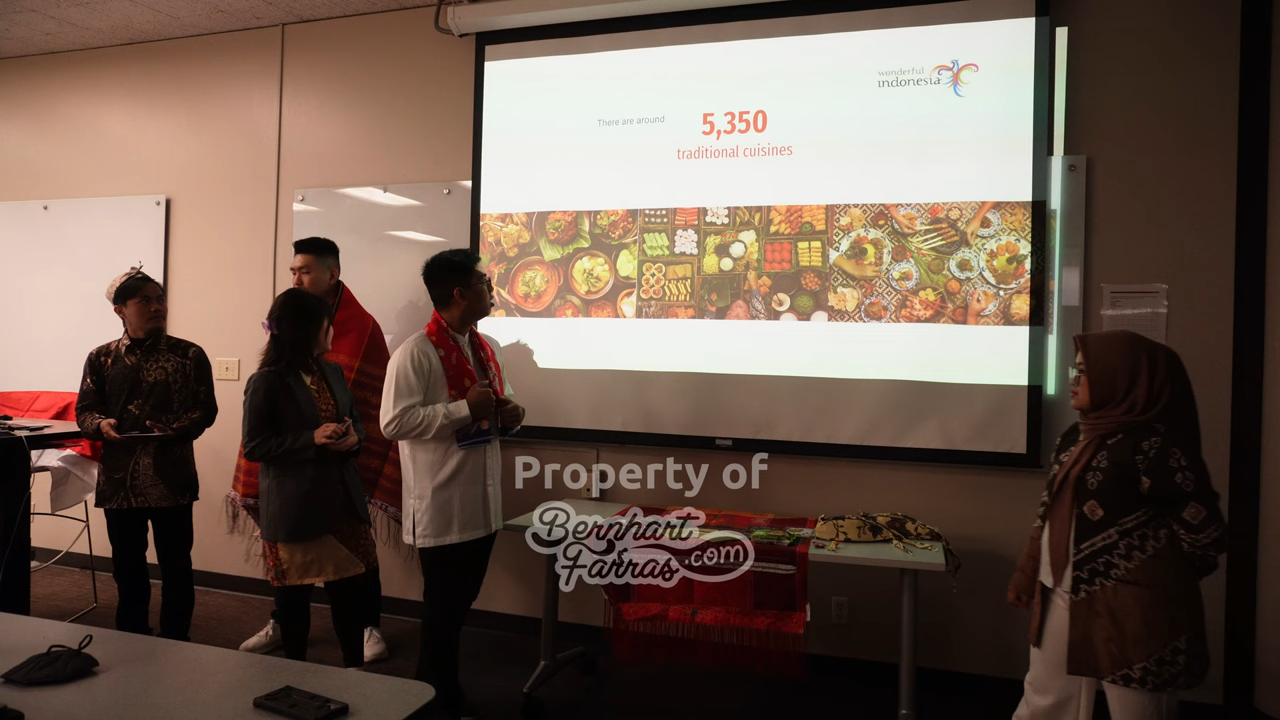 wonderful
indonesia
There are around
5,350
traditional cuisines
Property of
Bernhart
Farras.com